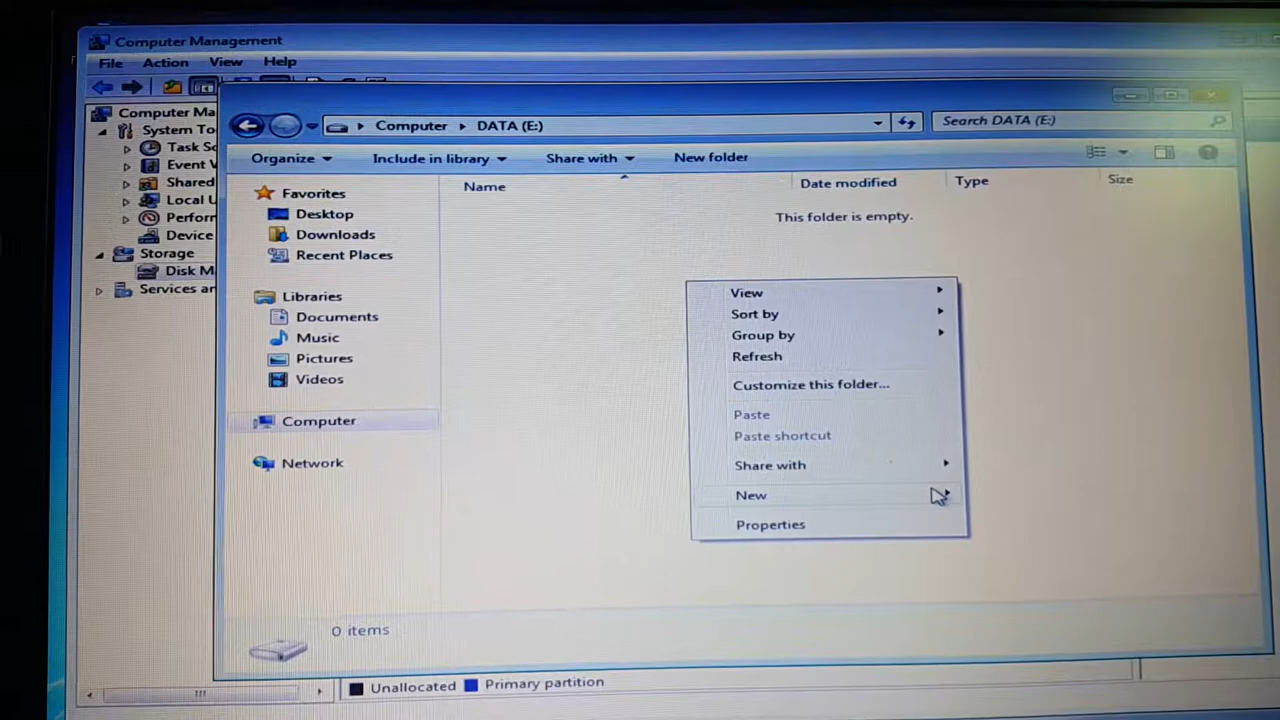 Computer Management
File Action View Help
Computer Ma
System To
Task Sc
Event V
Shared
Local U
Perforn
Device
Storage
Disk M
Services ar
Computer DATA (E:)
Search DATA (E:)
Organize Include in library Share with New folder
Favorites
Desktop
Downloads
Recent Places
Libraries
Documents
Music
Pictures
Videos
Computer
Network
Name Date modified Type Size
This folder is empty.
View
Sort by
Group by
Refresh
Customize this folder...
Paste
Paste shortcut
Share with
New
Properties
0 items
Unallocated Primary partition